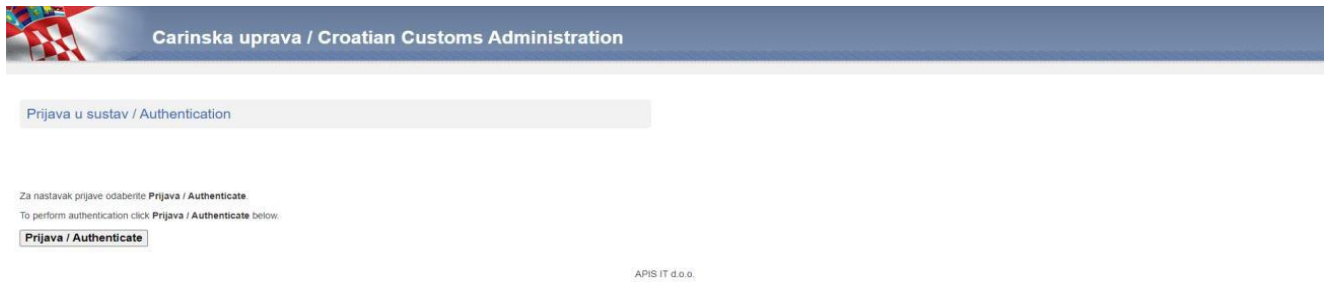 Carinska uprava / Croatian Customs Administration
Prijava u sustav / Authentication
Za nastavak prijave odaberite Prijava / Authenticate.
To perform authentication click Prijava / Authenticate below.
Prijava / Authenticate
APIS IT d.o.o.